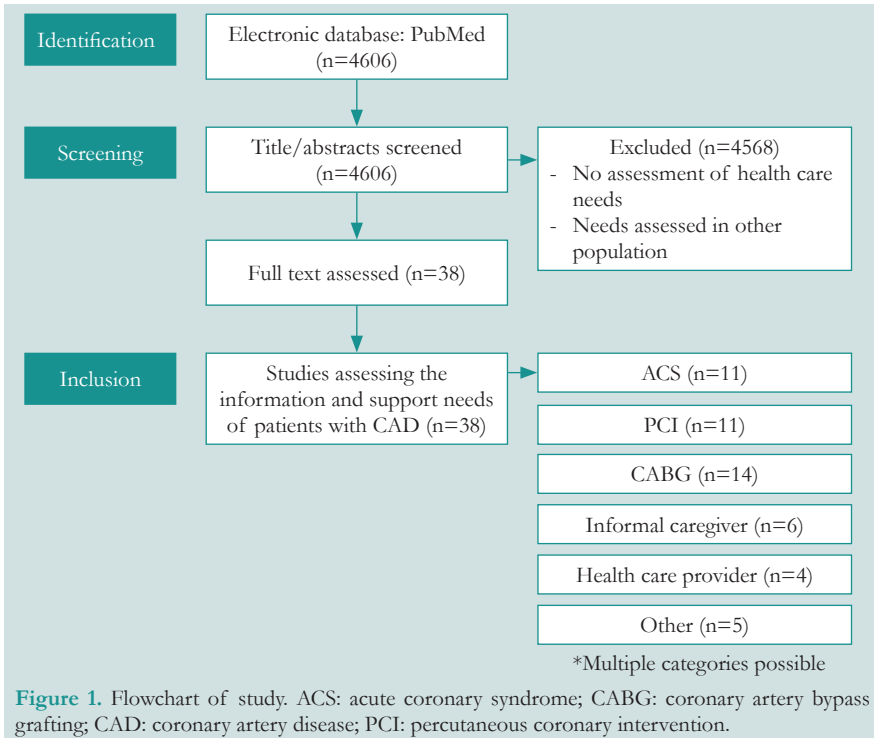 Identification
Electronic database: PubMed
(n=4606)
Screening
Title/abstracts screened
(n=4606)
Excluded (n=4568)
- No assessment of health care
needs
- Needs assessed in other
population
Full text assessed (n=38)
Inclusion
Studies assessing the
information and support needs
of patients with CAD (n=38)
ACS (n=11)
PCI (n=11)
CABG (n=14)
Informal caregiver (n=6)
Health care provider (n=4)
Other (n=5)
*Multiple categories possible
Figure 1. Flowchart of study. ACS: acute coronary syndrome; CABG: coronary artery bypass
grafting; CAD: coronary artery disease; PCI: percutaneous coronary intervention.